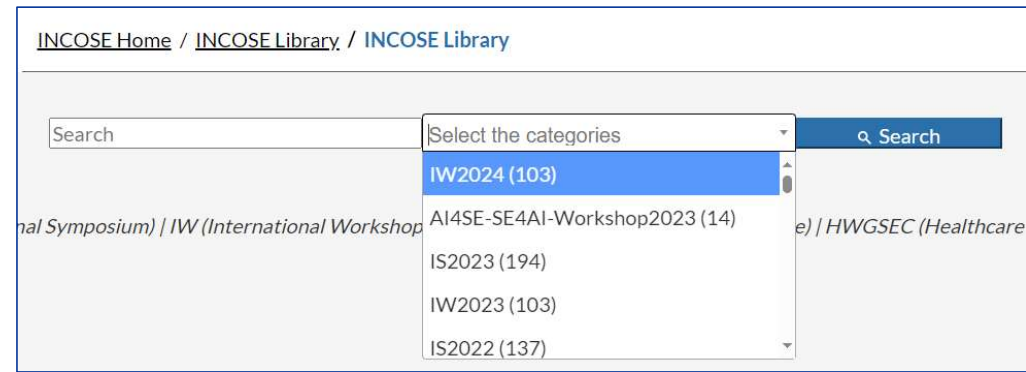 INCOSE Home / INCOSE Library / INCOSE Library
Search Select the categories Search
IW2024 (103)
AI4SE-SE4AI-Workshop2023 (14)
nal Symposium) | IW (International Workshop e) | HWGSEC (Healthcare
IS2023 (194)
IW2023 (103)
IS2022 (137)